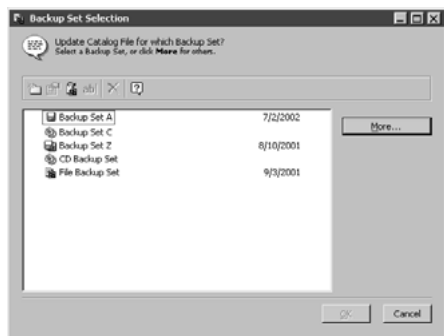 Backup Set Selection
Update Catalog File for which Backup Set?
Select a Backup Set, or click More for others.
ab
Backup Set A 7/2/2002
Backup Set C
Backup Set Z 8/10/2001
CD Backup Set
File Backup Set 9/3/2001
More...
OK Cancel